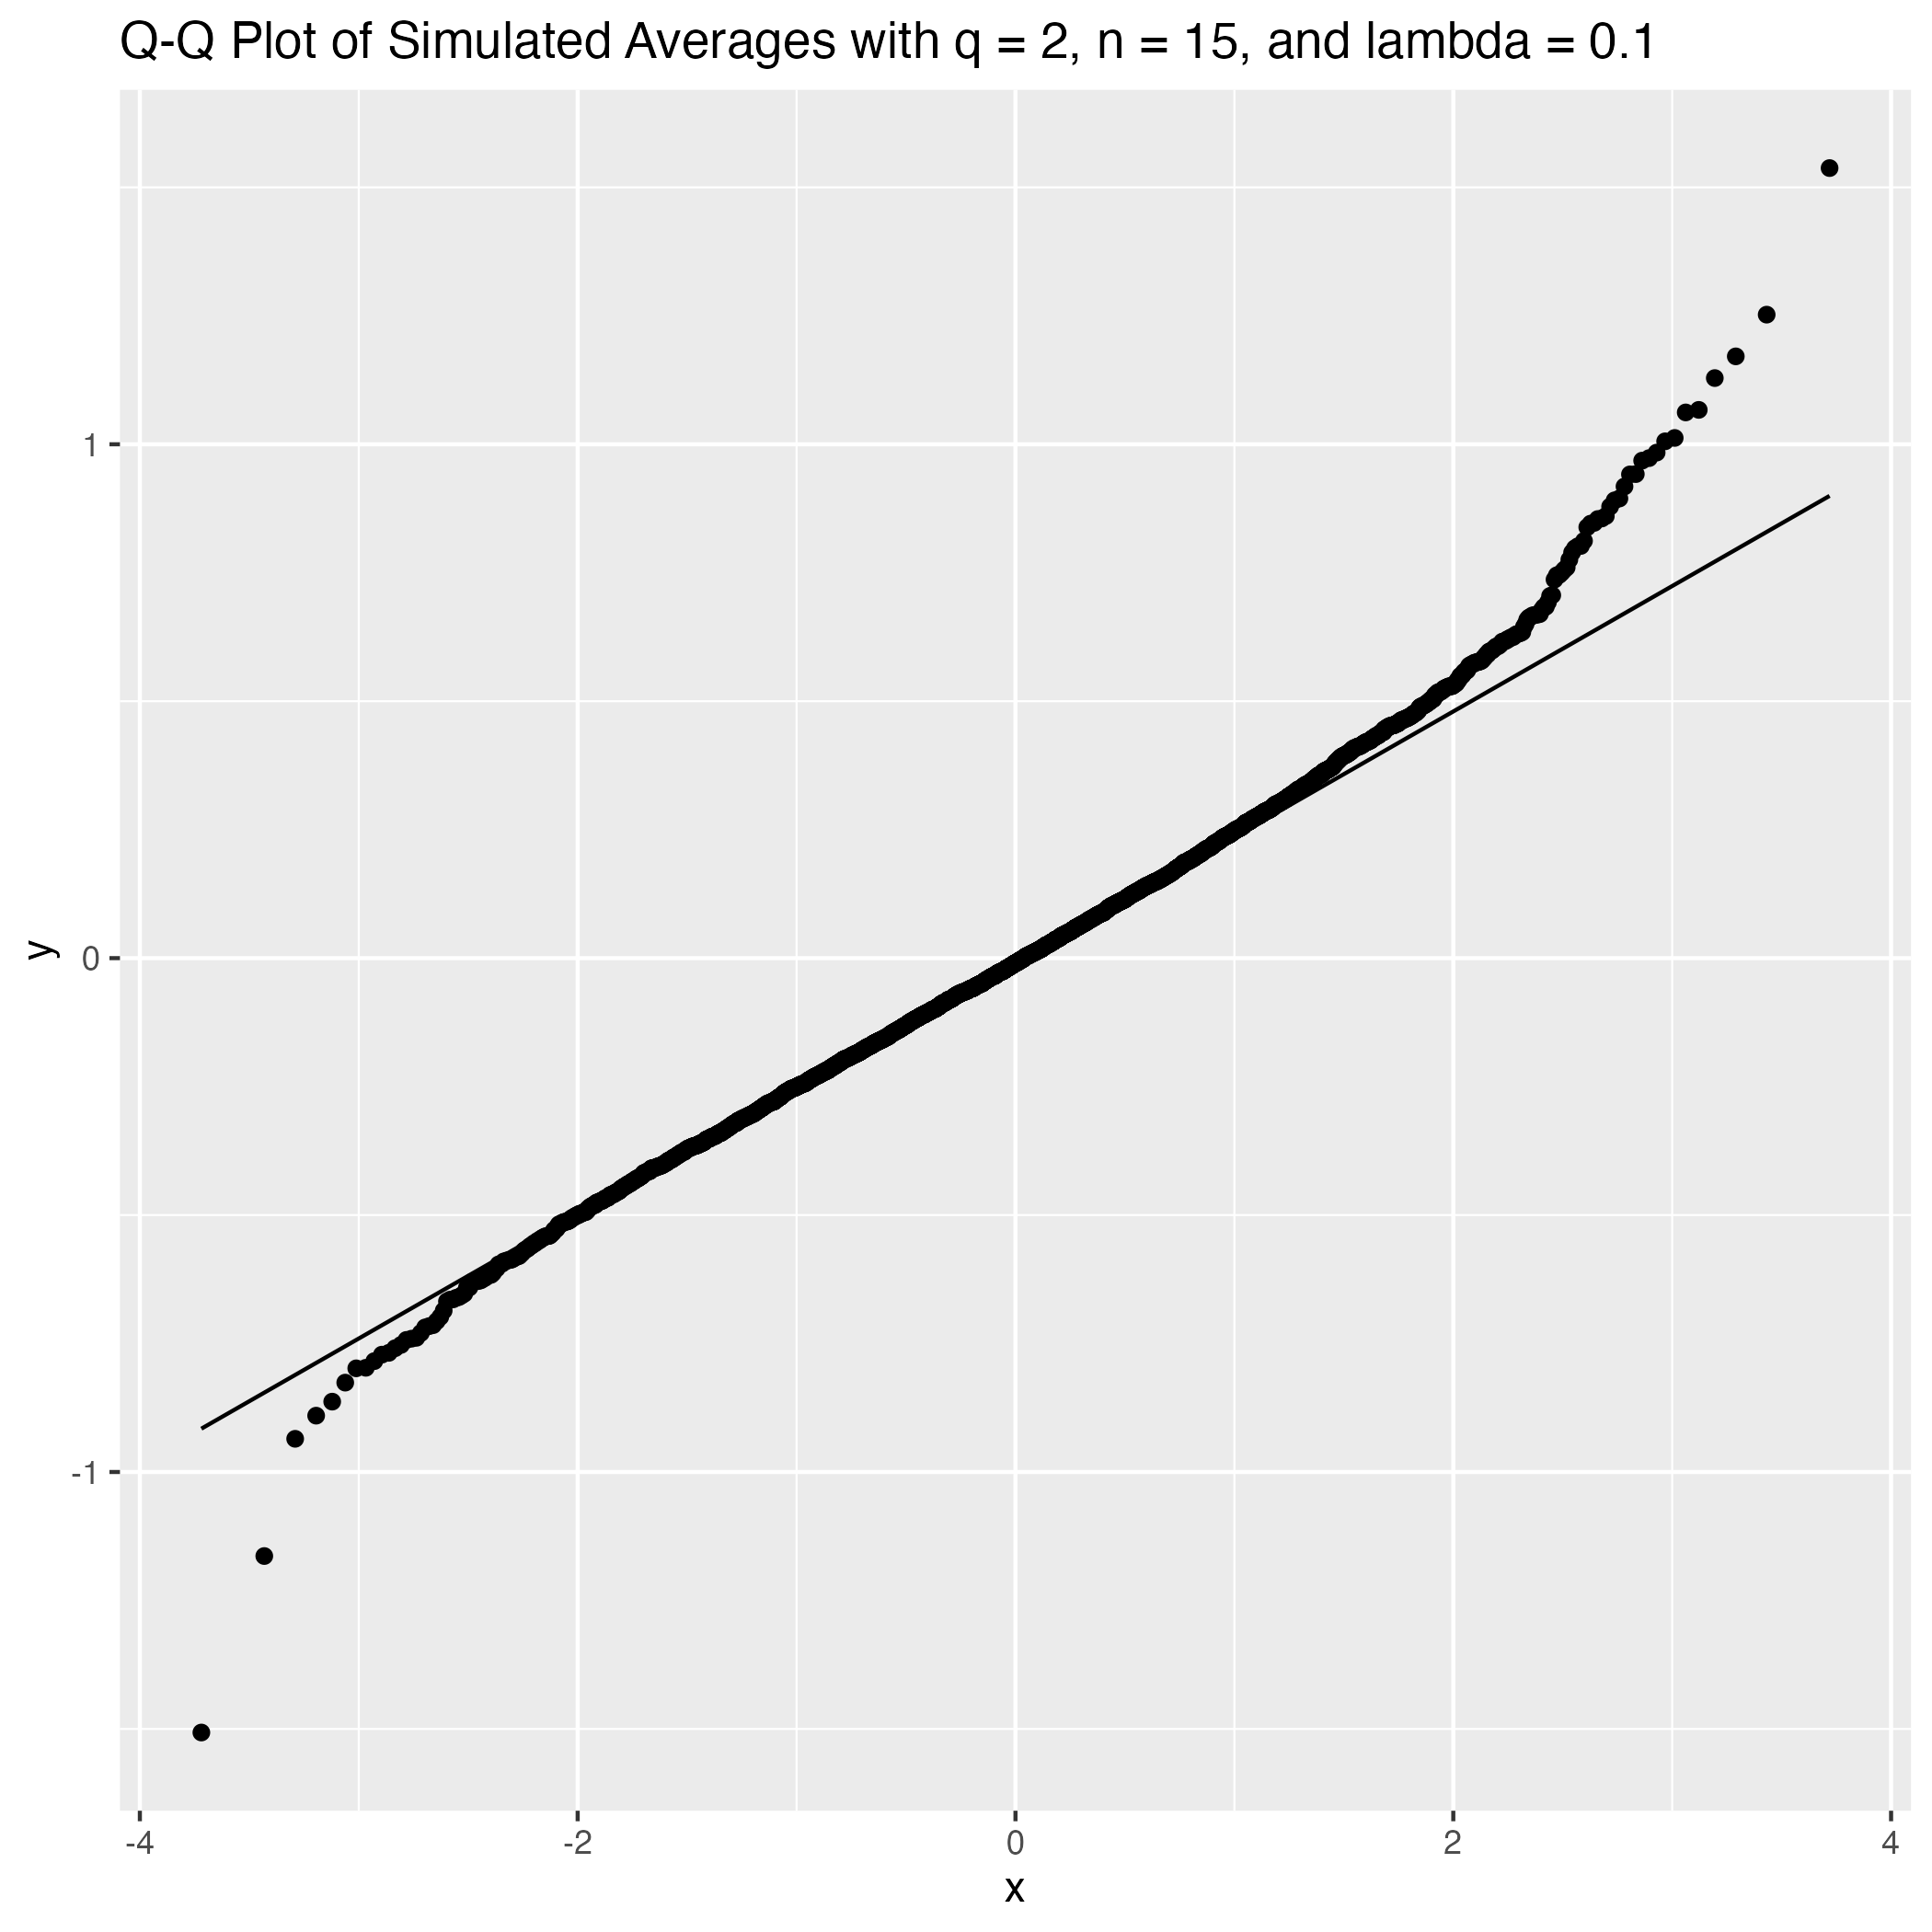 Q-Q Plot of Simulated Averages with q = 2, n = 15, and lambda = 0.1
y
1
0
-1
-4
-2
0
2
4
x